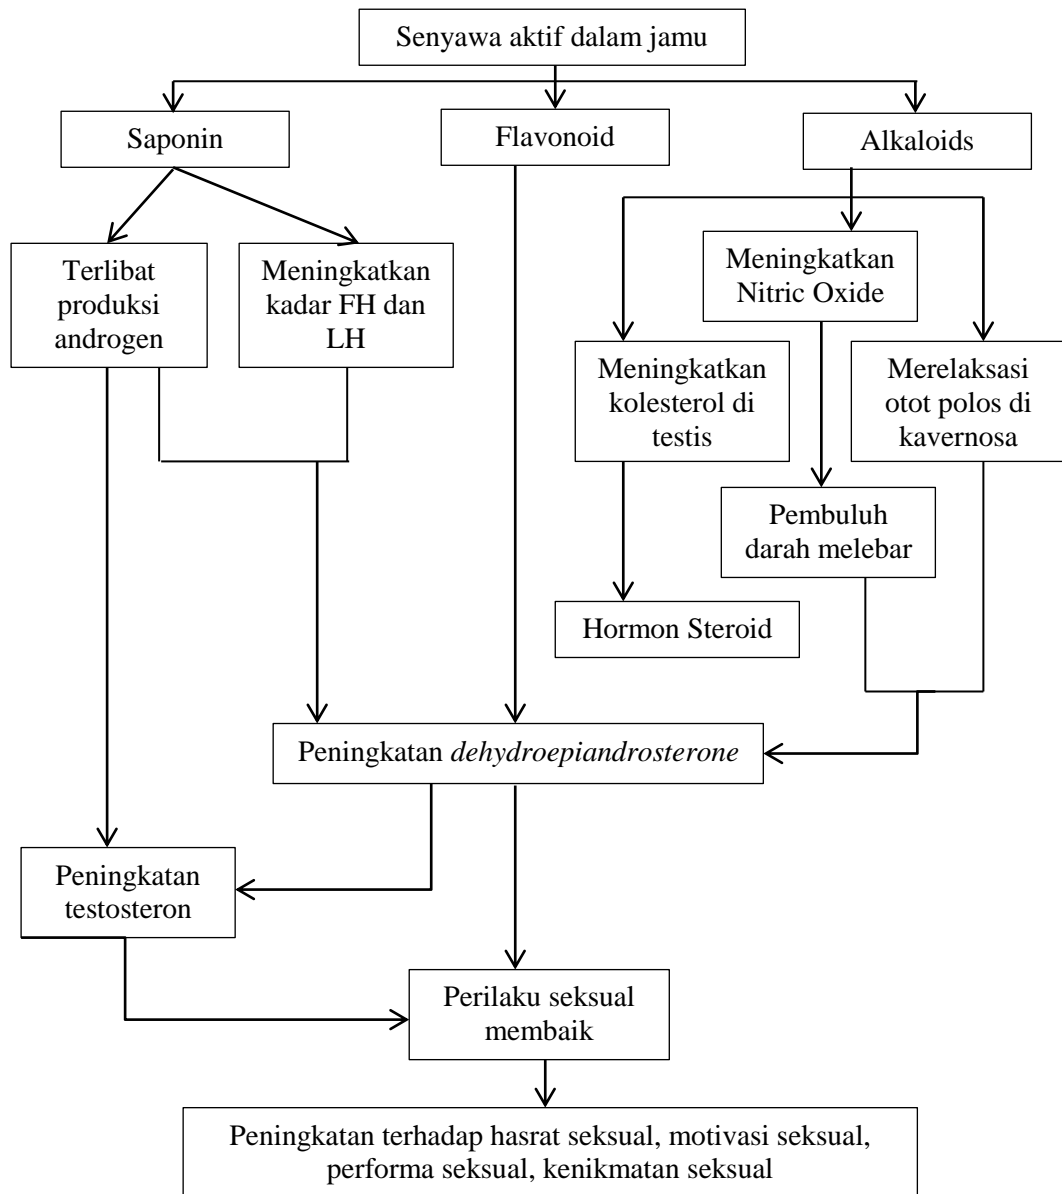 Senyawa aktif dalam jamu
Saponin
Flavonoid
Alkaloids
Terlibat
produksi
androgen
Meningkatkan
kadar FH dan
LH
Meningkatkan
Nitric Oxide
Meningkatkan
kolesterol di
testis
Merelaksasi
otot polos di
kavernosa
Pembuluh
darah melebar
Hormon Steroid
Peningkatan dehydroepiandrosterone
Peningkatan
testosteron
Perilaku seksual
membaik
Peningkatan terhadap hasrat seksual, motivasi seksual,
performa seksual, kenikmatan seksual